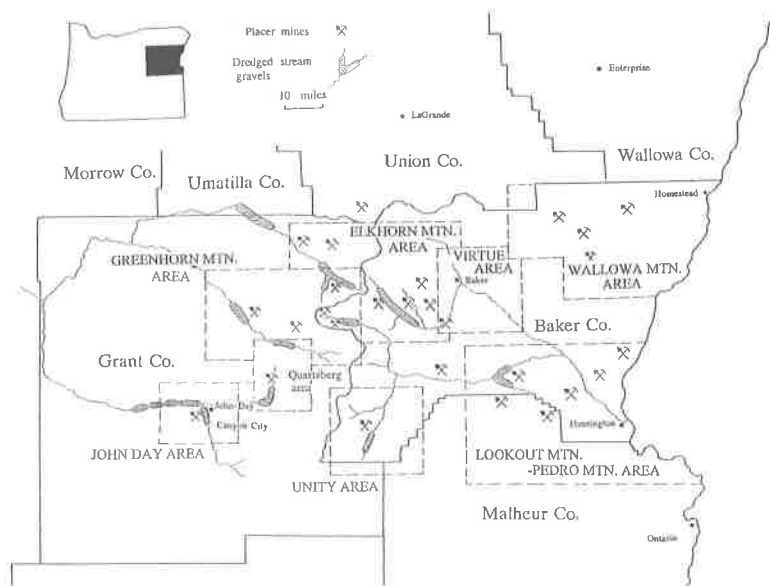 Placer mines
Dredged stream
gravels
10 miles
Enterprise
LaGrande
Morrow Co.
Umatilla Co.
Union Co.
Wallowa Co.
Homestead
ELKHORN MTN.
AREA
GREENHORN MTN.
AREA
VIRTUE
AREA
Baker
WALLOWA MTN.
AREA
Baker Co.
Grant Co.
Quartzberg
area
John Day
Canyon City
Huntington
JOHN DAY AREA
UNITY AREA
LOOKOUT MTN.
-PEDRO MTN. AREA
Malheur Co.
Ontario